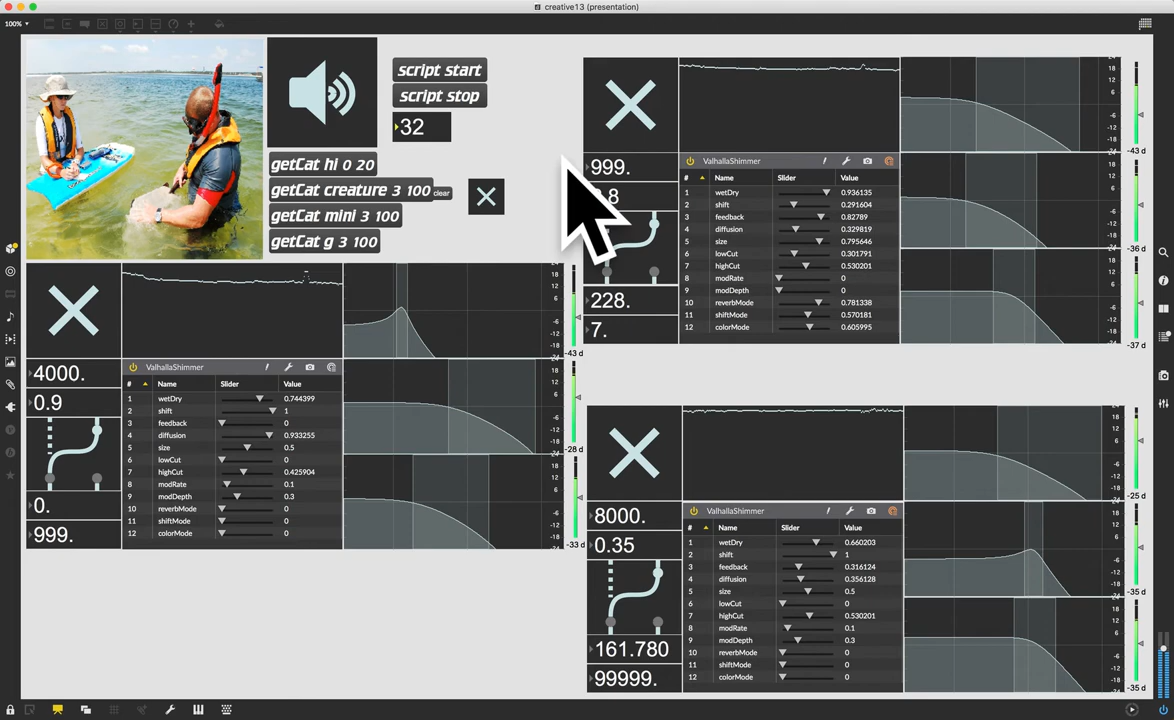 creative13 (presentation)
100%
script start
script stop
32
getCat hi 0 20
getCat creature 3 100
clear
getCat mini 3 100
getCat g 3 100
4000.
0.9
0.
999.
ValhallaShimmer
# Name Slider Value
1 wetDry 0.744399
2 shift 1
3 feedback 0
4 diffusion 0.933255
5 size 0.5
6 lowCut 0
7 highCut 0.425904
8 modRate 0.1
9 modDepth 0.3
10 reverbMode 0
11 shiftMode 0
12 colorMode 0
-43 d
-28 d
-33 d
999.
228.
7.
ValhallaShimmer
# Name Slider Value
1 wetDry 0.936135
2 shift 0.291604
3 feedback 0.82789
4 diffusion 0.329819
5 size 0.795646
6 lowCut 0.301791
7 highCut 0.530201
8 modRate 0
9 modDepth 0
10 reverbMode 0.781338
11 shiftMode 0.570181
12 colorMode 0.605995
-43 d
-36 d
-37 d
8000.
0.35
161.780
99999.
ValhallaShimmer
# Name Slider Value
1 wetDry 0.660203
2 shift 1
3 feedback 0.316124
4 diffusion 0.356128
5 size 0.5
6 lowCut 0
7 highCut 0.530201
8 modRate 0.1
9 modDepth 0.3
10 reverbMode 0
11 shiftMode 0
12 colorMode 0
-25 d
-35 d
-35 d